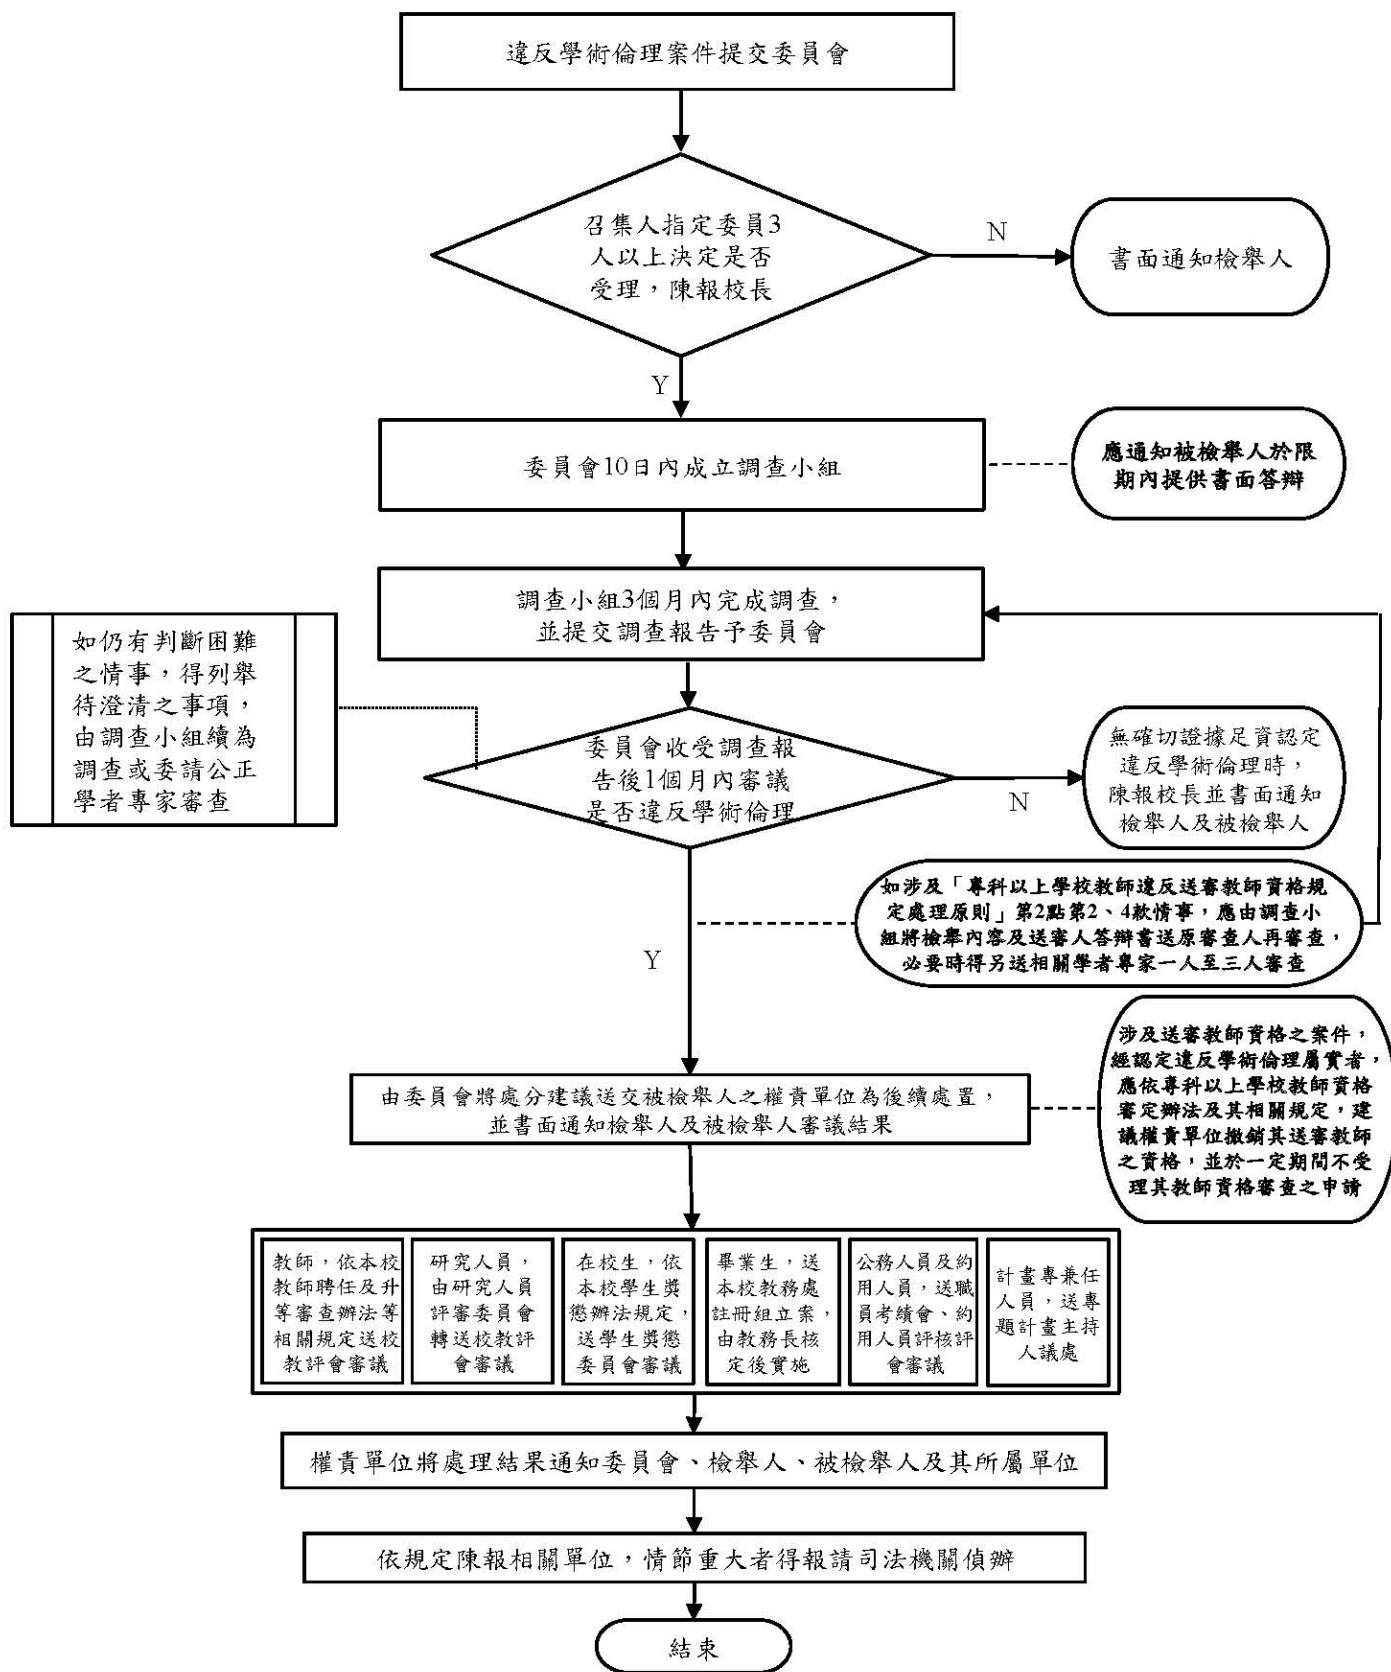 違反學術倫理案件提交委員會
召集人指定委員3
人以上決定是否
受理，陳報校長
N
書面通知檢舉人
Y
委員會10日內成立調查小組
應通知被檢舉人於限
期內提供書面答辯
調查小組3個月內完成調查，
並提交調查報告予委員會
如仍有判斷困難
之情事，得列舉
待澄清之事項，
由調查小組續為
調查或委請公正
學者專家審查
委員會收受調查報
告後1個月內審議
是否違反學術倫理
N
無確切證據足資認定
違反學術倫理時，
陳報校長並書面通知
檢舉人及被檢舉人
如涉及「專科以上學校教師違反送審教師資格規
定處理原則」第2點第2、4款情事，應由調查小
組將檢舉內容及送審人答辯書送原審查人再審查，
必要時得另送相關學者專家一人至三人審查
Y
涉及送審教師資格之案件，
經認定違反學術倫理屬實者，
應依專科以上學校教師資格
審定辦法及其相關規定，建
議權責單位撤銷其送審教師
之資格，並於一定期間不受
理其教師資格審查之申請
由委員會將處分建議送交被檢舉人之權責單位為後續處置，
並書面通知檢舉人及被檢舉人審議結果
教師，依本校
教師聘任及升
等審查辦法等
相關規定送校
教評會審議
研究人員，
由研究人員
評審委員會
轉送校教評
會審議
在校生，依
本校學生獎
懲辦法規定，
送學生獎懲
委員會審議
畢業生，送
本校教務處
註冊組立案，
由教務長核
定後實施
公務人員及約
用人員，送職
員考績會、約
用人員評核評
會審議
計畫專兼任
人員，送專
題計畫主持
人議處
權責單位將處理結果通知委員會、檢舉人、被檢舉人及其所屬單位
依規定陳報相關單位，情節重大者得報請司法機關偵辦
結束